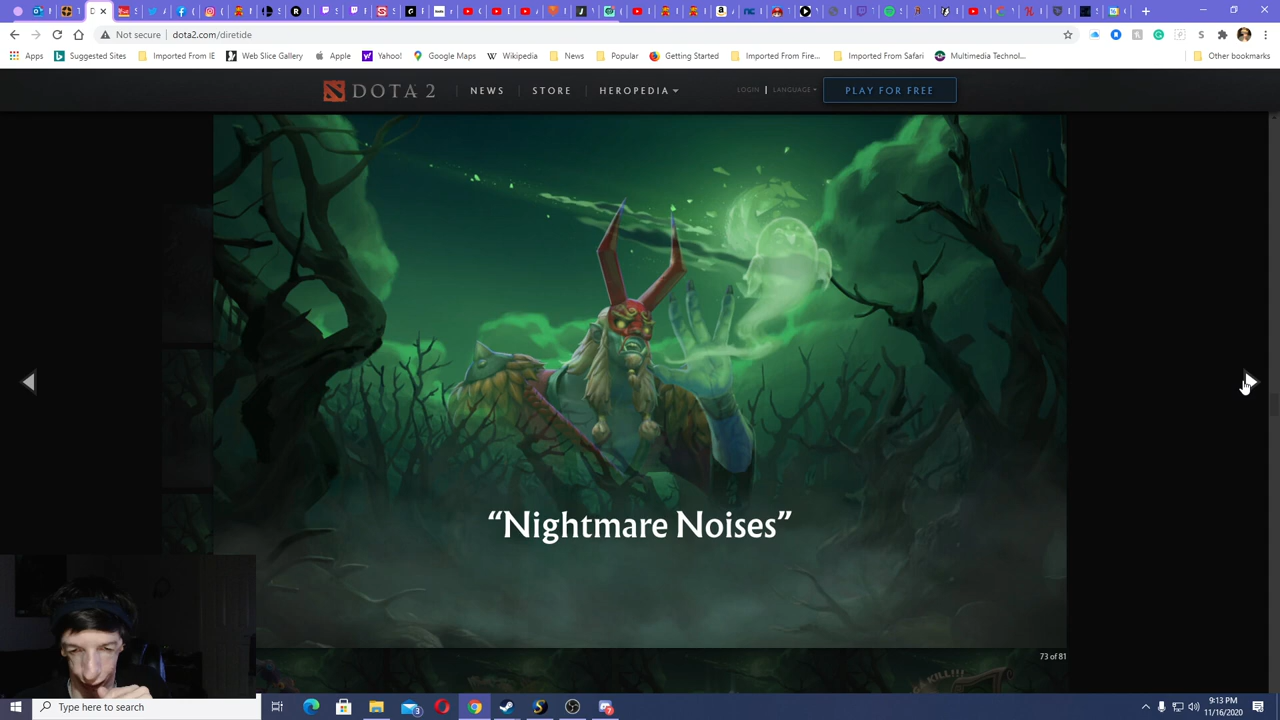 Not secure | dota2.com/diretide
Apps Suggested Sites Imported From IE Web Slice Gallery Apple Yahoo! Google Maps Wikipedia News Popular Getting Started Imported From Fire... Imported From Safari Multimedia Technol... Other bookmarks
DOTA 2 NEWS STORE HEROPEDIA LOGIN | LANGUAGE PLAY FOR FREE
“Nightmare Noises”
73 of 81
KILL!!!
Type here to search
9:13 PM
11/16/2020